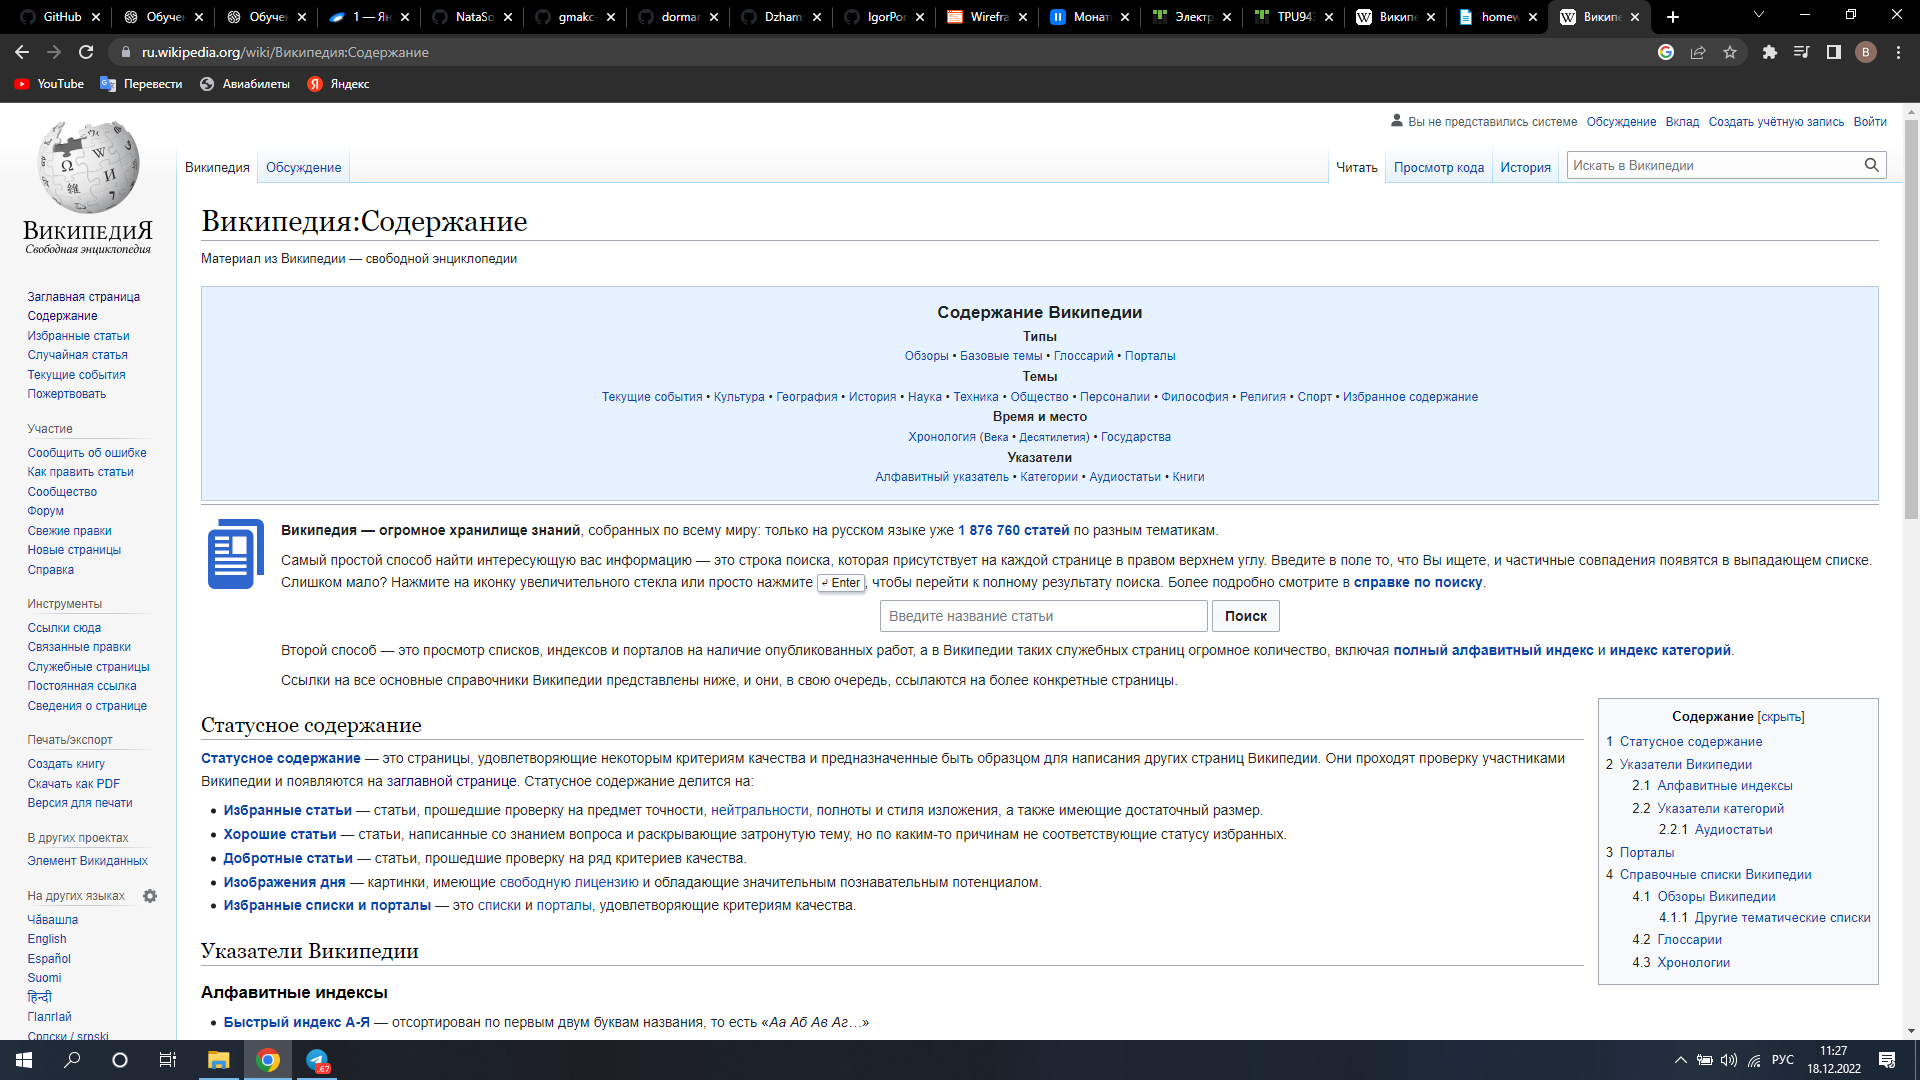 GitHub
Обучен
Обучен
1 — Ян
NataSo
gmakc-
dorman
Dzham
IgorPor
Wirefra
Монат
Электр
TPU943
Википе
homew
Википе
ru.wikipedia.org/wiki/Википедия:Содержание
B
YouTube
Перевести
Авиабилеты
Яндекс
Вы не представились системе Обсуждение Вклад Создать учётную запись Войти
Википедия Обсуждение
Читать Просмотр кода История Искать в Википедии
ВикипедиЯ
Свободная энциклопедия
Заглавная страница
Содержание
Избранные статьи
Случайная статья
Текущие события
Пожертвовать
Участие
Сообщить об ошибке
Как править статьи
Сообщество
Форум
Свежие правки
Новые страницы
Справка
Инструменты
Ссылки сюда
Связанные правки
Служебные страницы
Постоянная ссылка
Сведения о странице
Печать/экспорт
Создать книгу
Скачать как PDF
Версия для печати
В других проектах
Элемент Викиданных
На других языках
Чӑвашла
English
Español
Suomi
हिन्दी
ГӀалгӀай
Српски / srpski
Википедия:Содержание
Материал из Википедии — свободной энциклопедии
Содержание Википедии
Типы
Обзоры • Базовые темы • Глоссарий • Порталы
Темы
Текущие события • Культура • География • История • Наука • Техника • Общество • Персоналии • Философия • Религия • Спорт • Избранное содержание
Время и место
Хронология (Века • Десятилетия) • Государства
Указатели
Алфавитный указатель • Категории • Аудиостатьи • Книги
Википедия — огромное хранилище знаний, собранных по всему миру: только на русском языке уже 1 876 760 статей по разным тематикам.
Самый простой способ найти интересующую вас информацию — это строка поиска, которая присутствует на каждой странице в правом верхнем углу. Введите в поле то, что Вы ищете, и частичные совпадения появятся в выпадающем списке.
Слишком мало? Нажмите на иконку увеличительного стекла или просто нажмите ↵ Enter, чтобы перейти к полному результату поиска. Более подробно смотрите в справке по поиску.
Введите название статьи Поиск
Второй способ — это просмотр списков, индексов и порталов на наличие опубликованных работ, а в Википедии таких служебных страниц огромное количество, включая полный алфавитный индекс и индекс категорий.
Ссылки на все основные справочники Википедии представлены ниже, и они, в свою очередь, ссылаются на более конкретные страницы.
Статусное содержание
Статусное содержание — это страницы, удовлетворяющие некоторым критериям качества и предназначенные быть образцом для написания других страниц Википедии. Они проходят проверку участниками
Википедии и появляются на заглавной странице. Статусное содержание делится на:
• Избранные статьи — статьи, прошедшие проверку на предмет точности, нейтральности, полноты и стиля изложения, а также имеющие достаточный размер.
• Хорошие статьи — статьи, написанные со знанием вопроса и раскрывающие затронутую тему, но по каким-то причинам не соответствующие статусу избранных.
• Добротные статьи — статьи, прошедшие проверку на ряд критериев качества.
• Изображения дня — картинки, имеющие свободную лицензию и обладающие значительным познавательным потенциалом.
• Избранные списки и порталы — это списки и порталы, удовлетворяющие критериям качества.
Указатели Википедии
Алфавитные индексы
• Быстрый индекс А-Я — отсортирован по первым двум буквам названия, то есть «Аа Аб Ав Аг…»
Содержание [скрыть]
1 Статусное содержание
2 Указатели Википедии
2.1 Алфавитные индексы
2.2 Указатели категорий
2.2.1 Аудиостатьи
3 Порталы
4 Справочные списки Википедии
4.1 Обзоры Википедии
4.1.1 Другие тематические списки
4.2 Глоссарии
4.3 Хронологии
67
РУС
11:27
18.12.2022